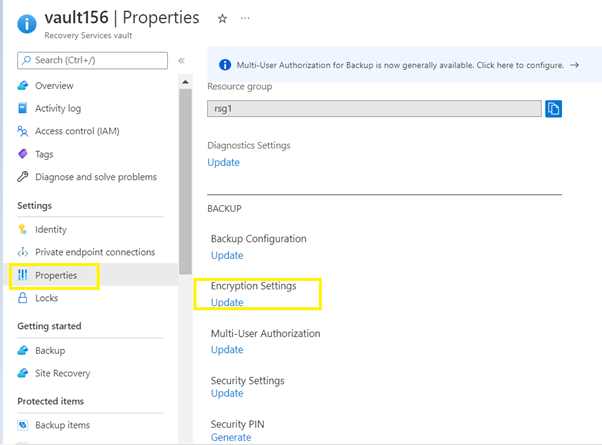 vault156 | Properties ☆ ...
Recovery Services vault
Search (Ctrl+/) «
Overview
Activity log
Access control (IAM)
Tags
Diagnose and solve problems
Settings
Identity
Private endpoint connections
Properties
Locks
Getting started
Backup
Site Recovery
Protected items
Backup items
Multi-User Authorization for Backup is now generally available. Click here to configure. →
Resource group
rsg1
Diagnostics Settings
Update
BACKUP
Backup Configuration
Update
Encryption Settings
Update
Multi-User Authorization
Update
Security Settings
Update
Security PIN
Generate